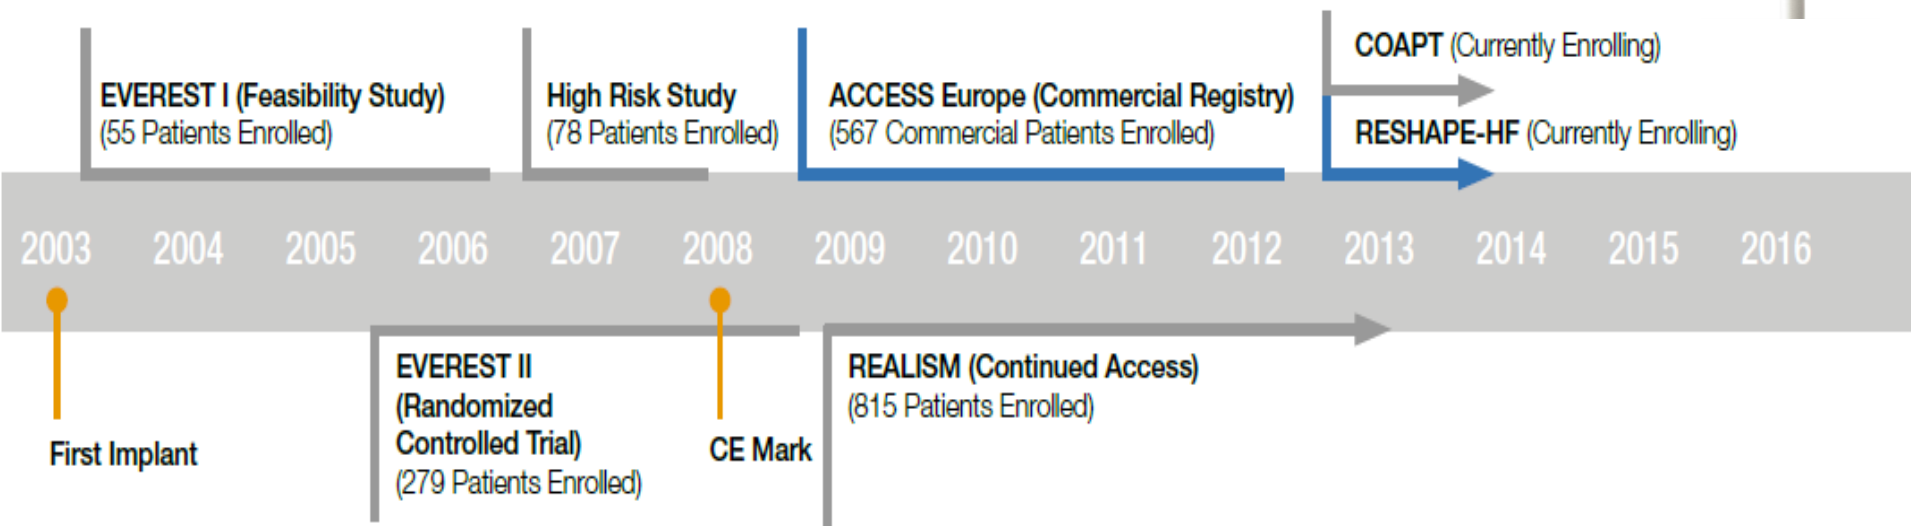 EVEREST I (Feasibility Study)
(55 Patients Enrolled)
High Risk Study
(78 Patients Enrolled)
ACCESS Europe (Commercial Registry)
(567 Commercial Patients Enrolled)
COAPT (Currently Enrolling)
RESHAPE-HF (Currently Enrolling)
2003 2004 2005 2006 2007 2008 2009 2010 2011 2012 2013 2014 2015 2016
First Implant
EVEREST II
(Randomized
Controlled Trial)
(279 Patients Enrolled)
CE Mark
REALISM (Continued Access)
(815 Patients Enrolled)